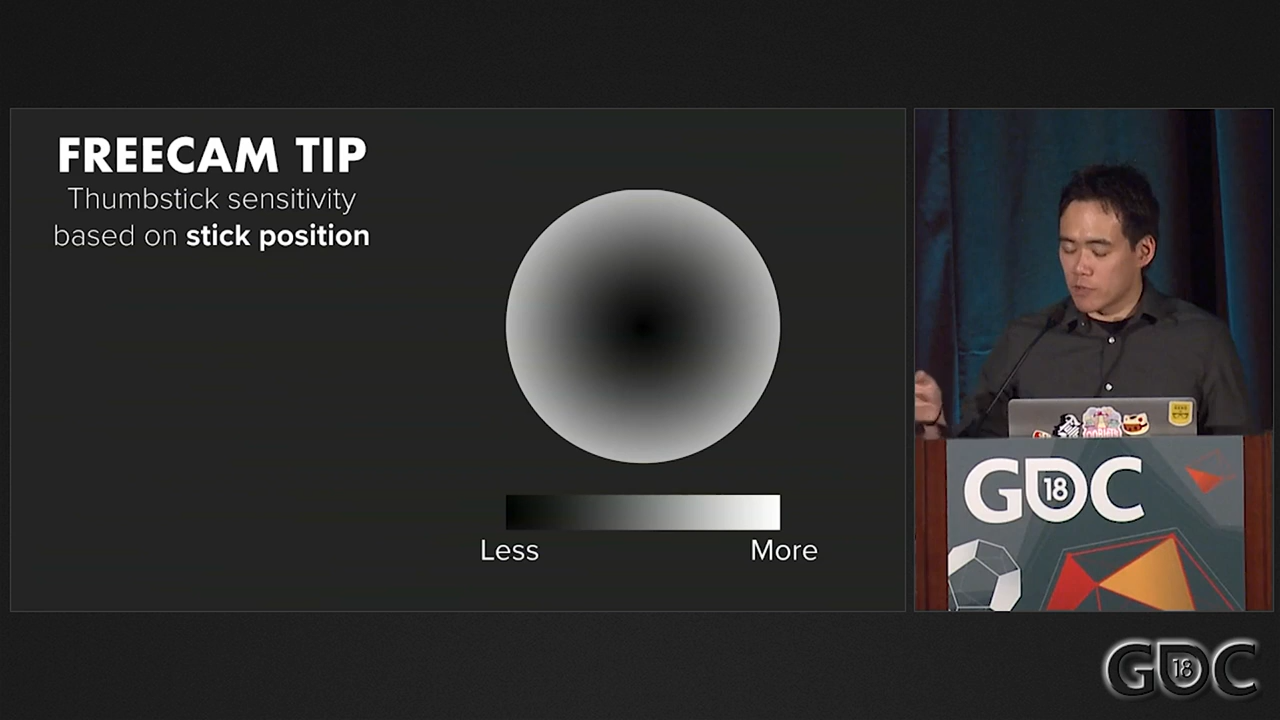 FREECAM TIP
Thumbstick sensitivity
based on stick position
Less
More
GDC
18
GDC
18